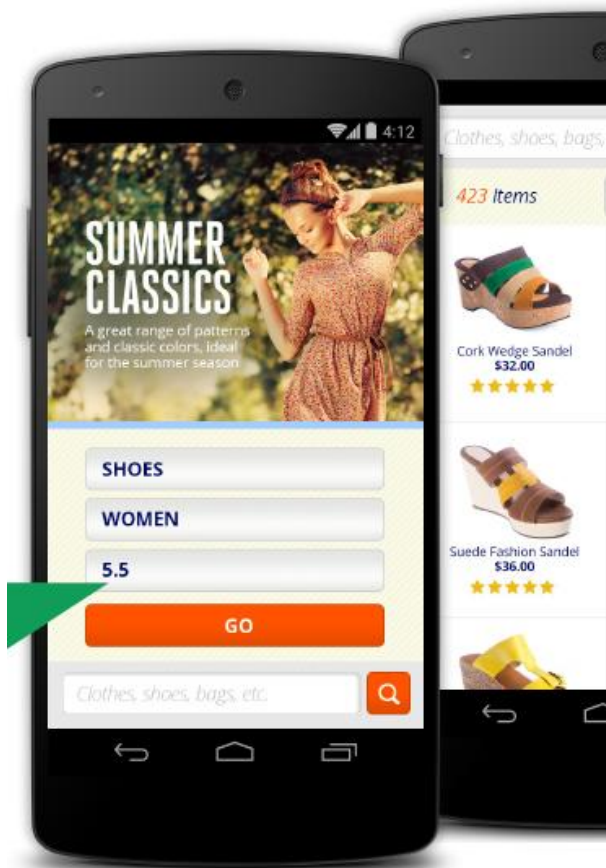 4:12
SUMMER
CLASSICS
A great range of patterns
and classic colors, ideal
for the summer season
SHOES
WOMEN
5.5
GO
Clothes, shoes, bags, etc.
Clothes, shoes, bags,
423 Items
Cork Wedge Sandel
$32.00
Suede Fashion Sandel
$36.00